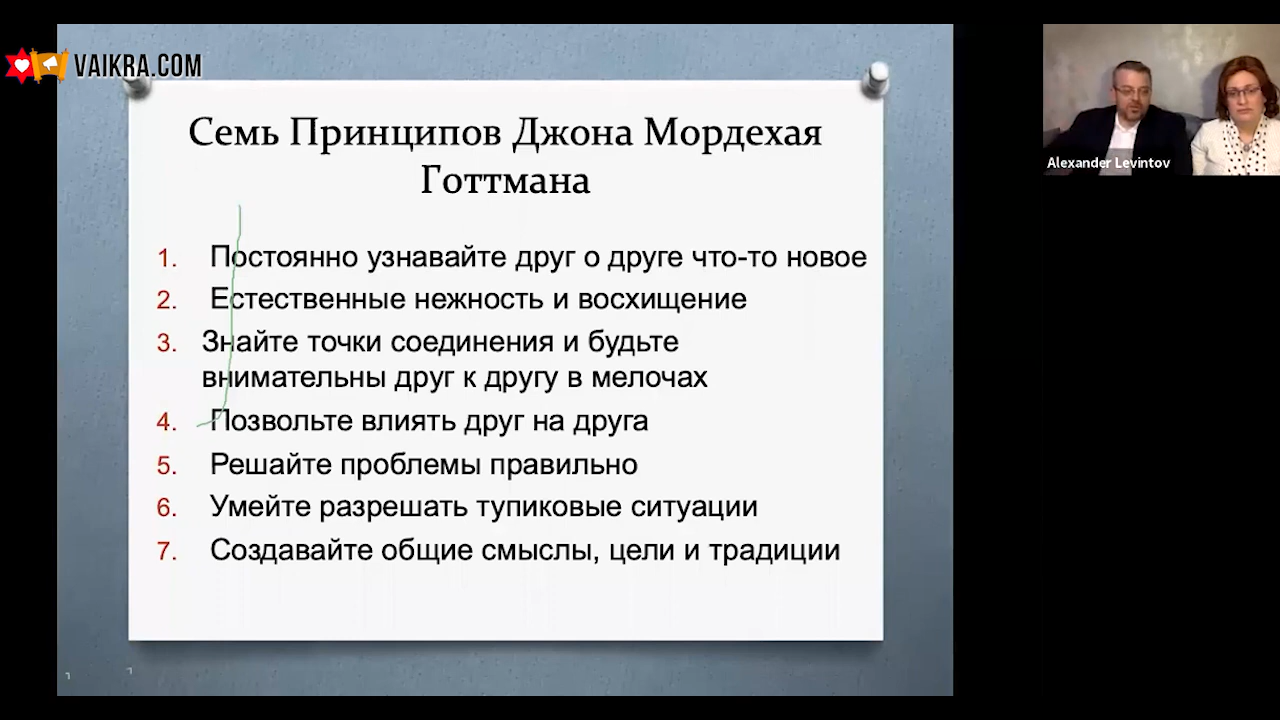 VAIKRA.COM
Семь Принципов Джона Мордехая
Готтмана
1. Постоянно узнавайте друг о друге что-то новое
2. Естественные нежность и восхищение
3. Знайте точки соединения и будьте
внимательны друг к другу в мелочах
4. Позвольте влиять друг на друга
5. Решайте проблемы правильно
6. Умейте разрешать тупиковые ситуации
7. Создавайте общие смыслы, цели и традиции
Alexander Levintov